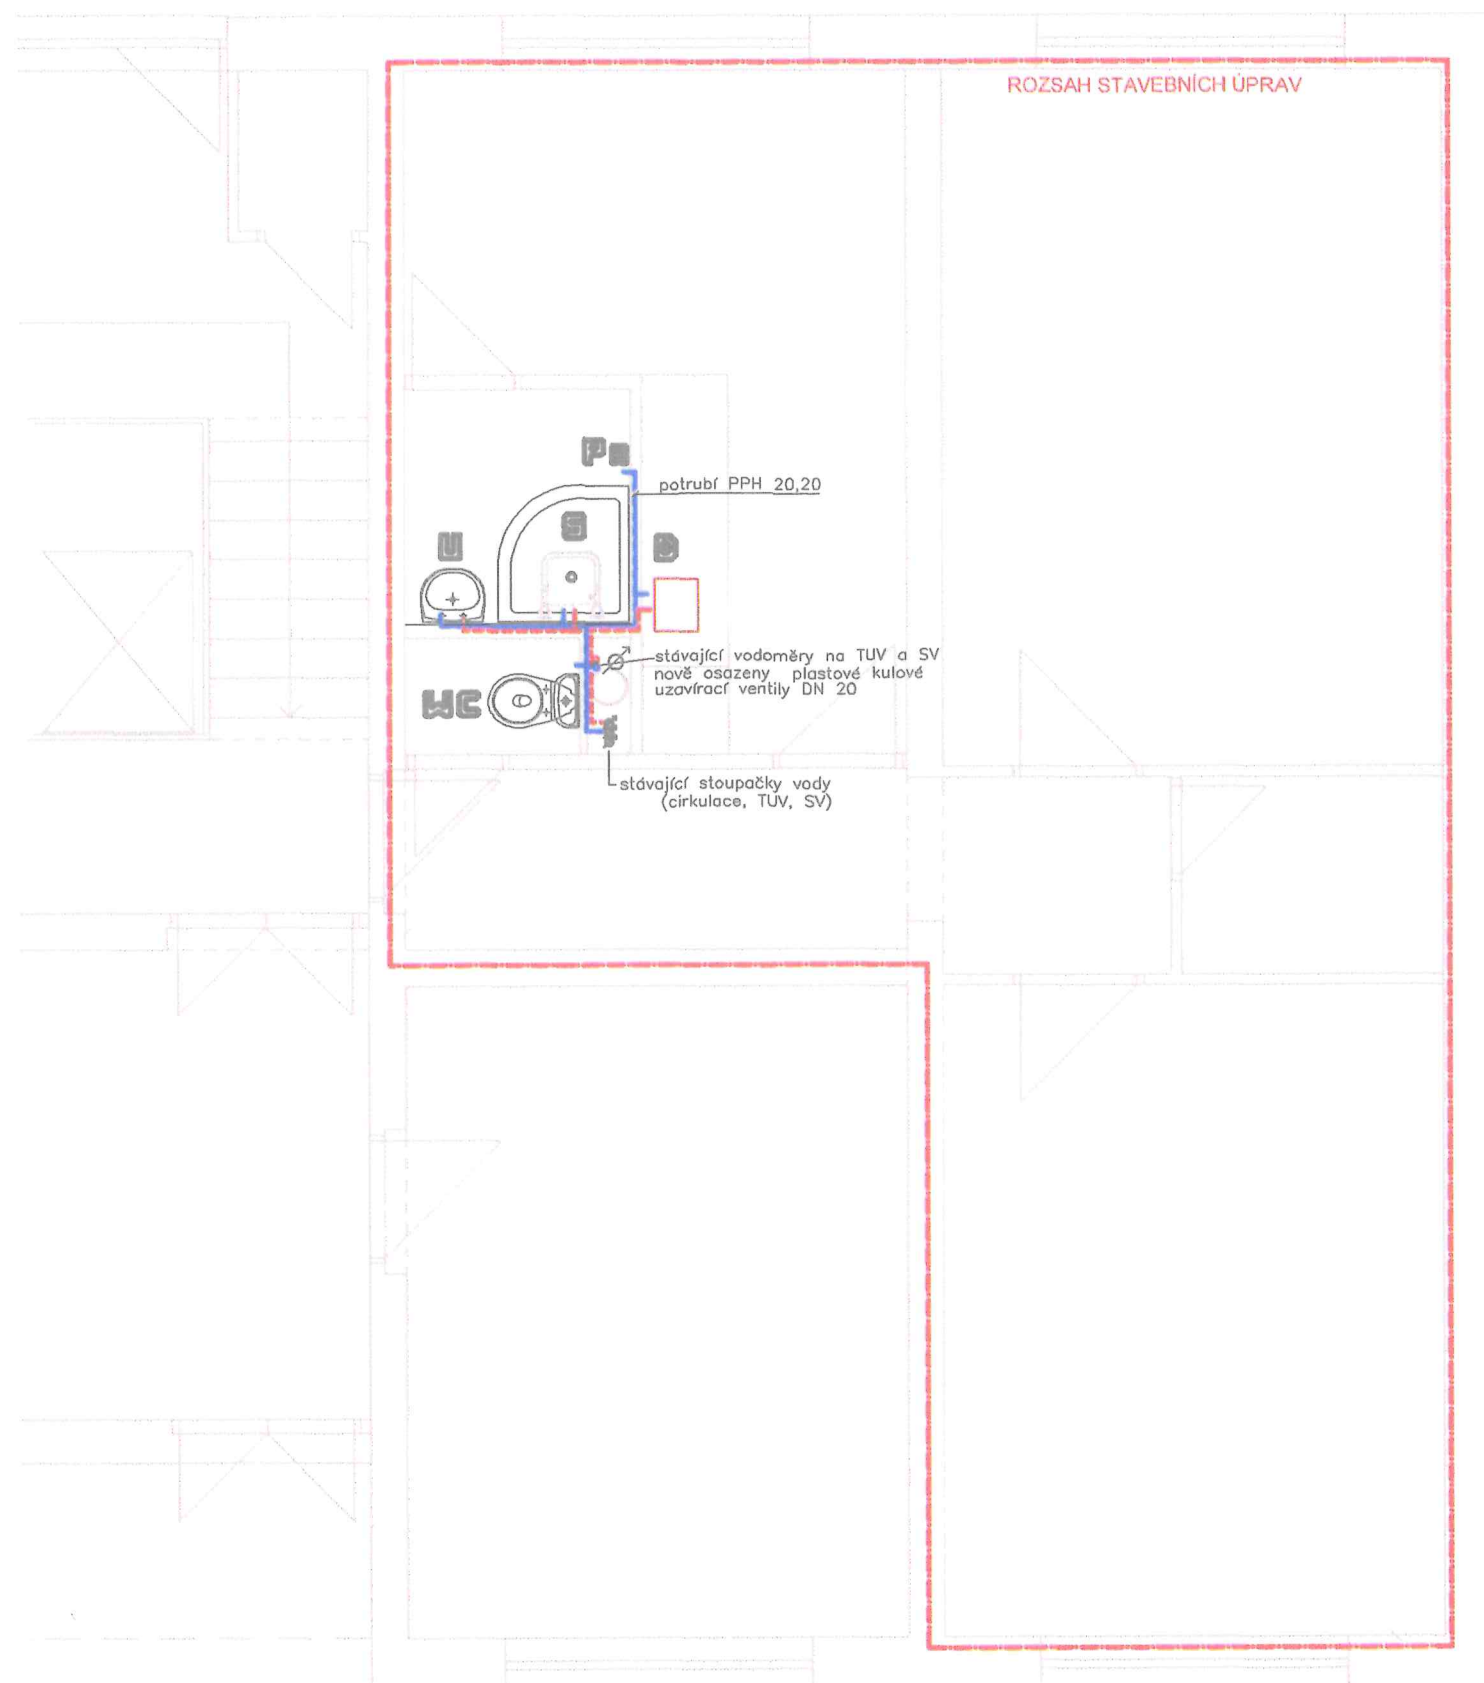 ROZSAH STAVEBNÍCH ÚPRAV
Pr
potrubí PPH 20,20
S
U
D
stávající vodoměry na TUV a SV
nově osazeny plastové kulové
uzavírací ventily DN 20
WC
stávající stoupačky vody
(cirkulace, TUV, SV)